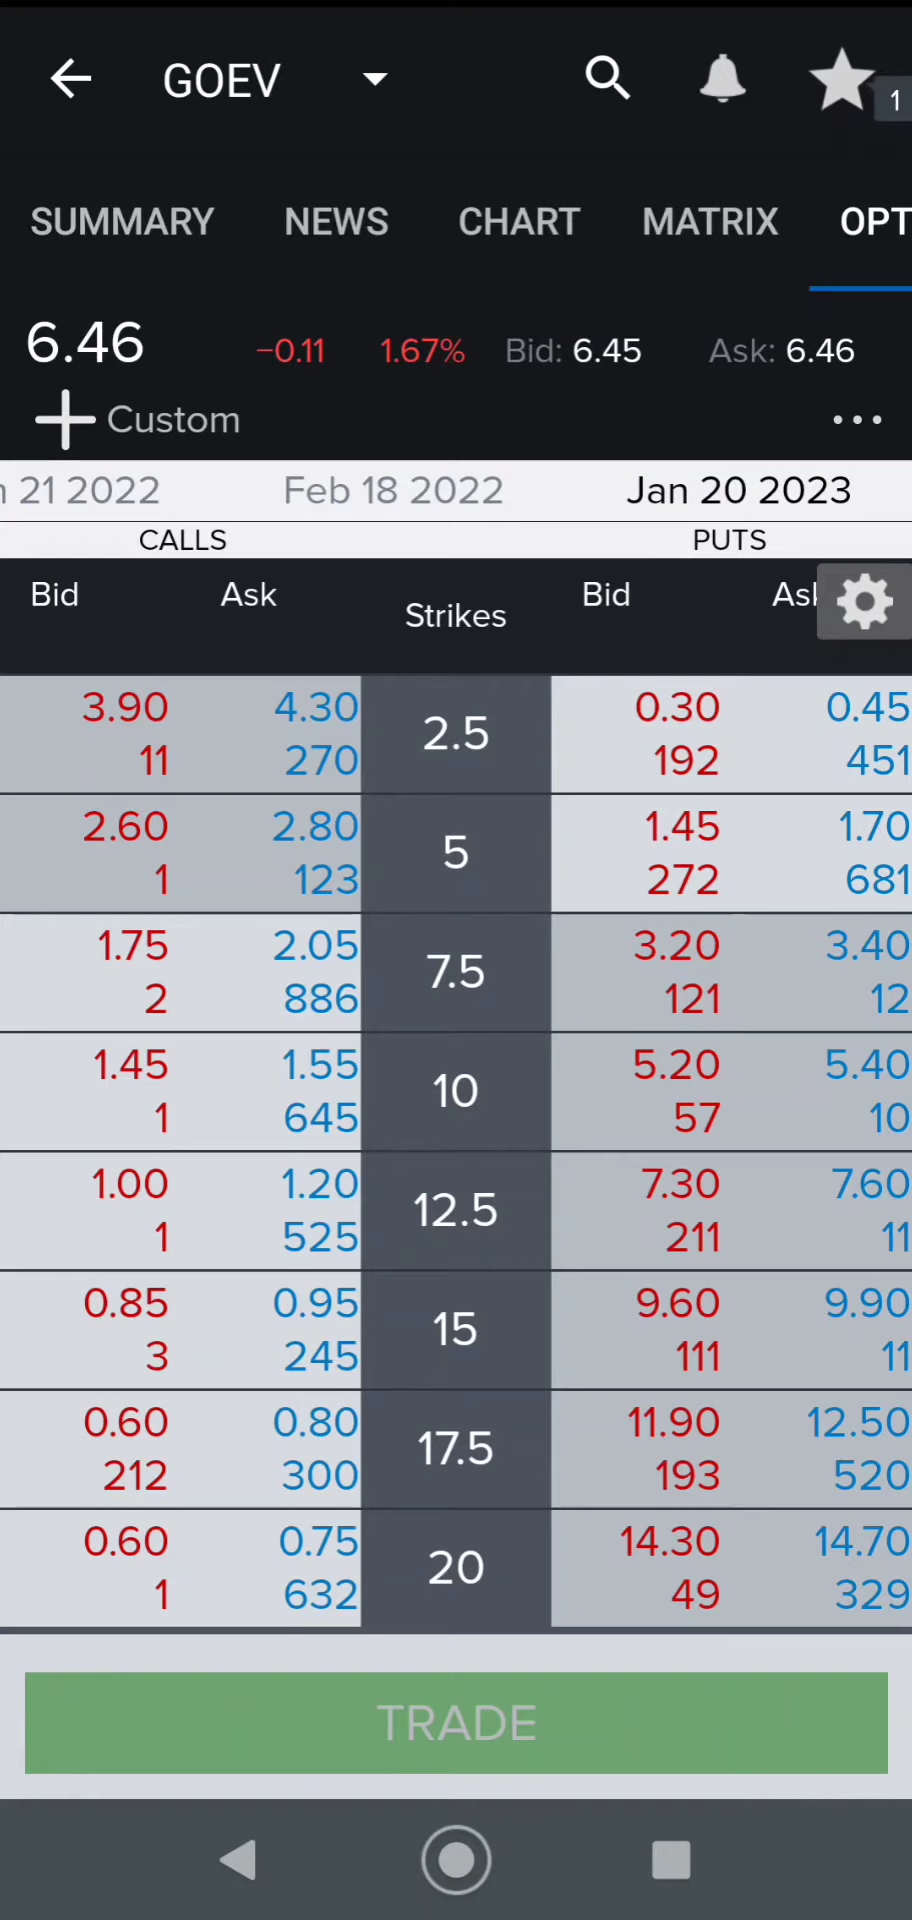 GOEV
1
SUMMARY NEWS CHART MATRIX OPT
6.46 −0.11 1.67% Bid: 6.45 Ask: 6.46
Custom ...
21 2022 Feb 18 2022 Jan 20 2023
CALLS PUTS
Bid Ask Strikes Bid Ask
3.90 4.30 2.5 0.30 0.45
11 270 192 451
2.60 2.80 5 1.45 1.70
1 123 272 681
1.75 2.05 7.5 3.20 3.40
2 886 121 12
1.45 1.55 10 5.20 5.40
1 645 57 10
1.00 1.20 12.5 7.30 7.60
1 525 211 11
0.85 0.95 15 9.60 9.90
3 245 111 11
0.60 0.80 17.5 11.90 12.50
212 300 193 520
0.60 0.75 20 14.30 14.70
1 632 49 329
TRADE